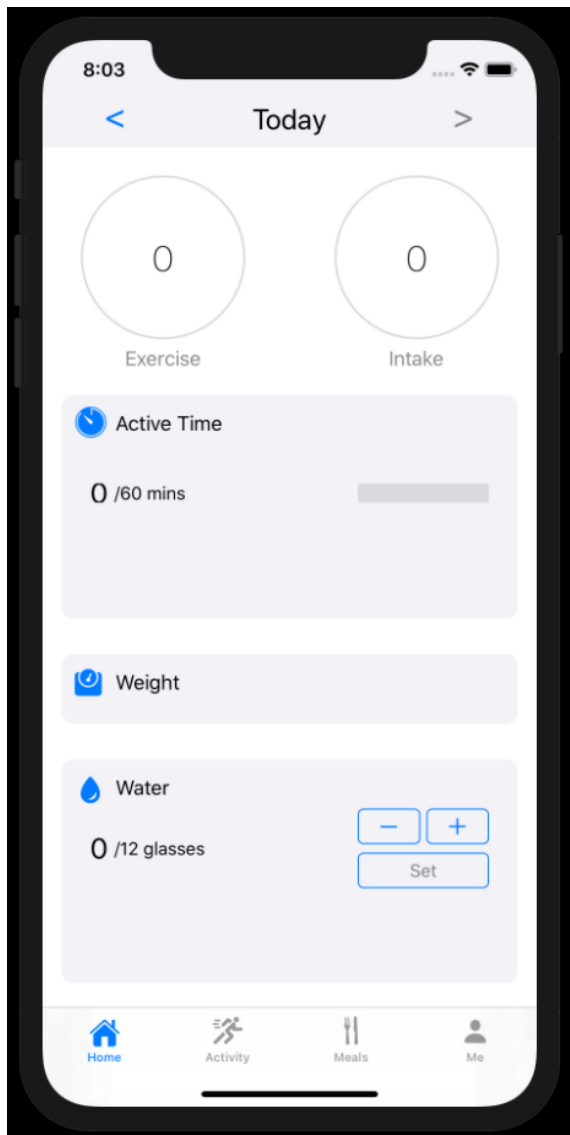 8:03
< Today >
0 0
Exercise Intake
Active Time
0 /60 mins
Weight
Water
− +
0 /12 glasses
Set
Home Activity Meals Me